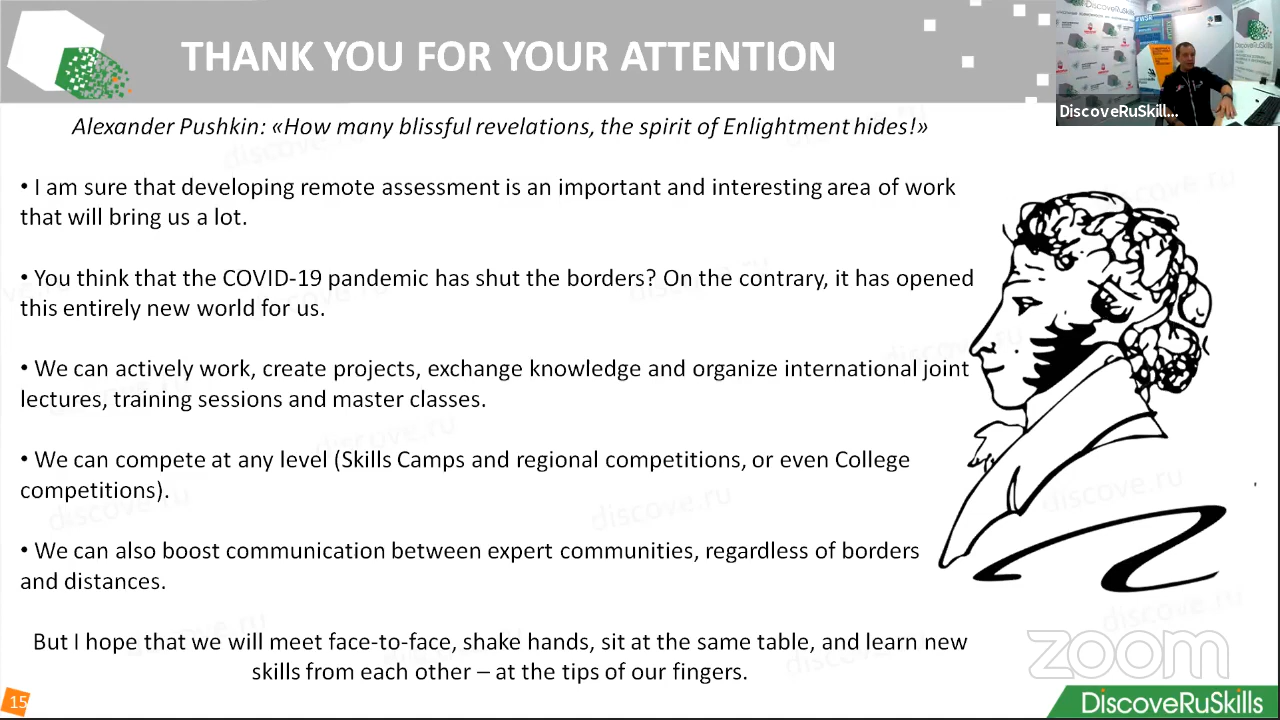 THANK YOU FOR YOUR ATTENTION
DiscoveRuSkill...
Alexander Pushkin: «How many blissful revelations, the spirit of Enlightment hides!»
• I am sure that developing remote assessment is an important and interesting area of work
that will bring us a lot.
• You think that the COVID-19 pandemic has shut the borders? On the contrary, it has opened
this entirely new world for us.
• We can actively work, create projects, exchange knowledge and organize international joint
lectures, training sessions and master classes.
• We can compete at any level (Skills Camps and regional competitions, or even College
competitions).
• We can also boost communication between expert communities, regardless of borders
and distances.
But I hope that we will meet face-to-face, shake hands, sit at the same table, and learn new
skills from each other – at the tips of our fingers.
zoom
15
DiscoveRuSkills